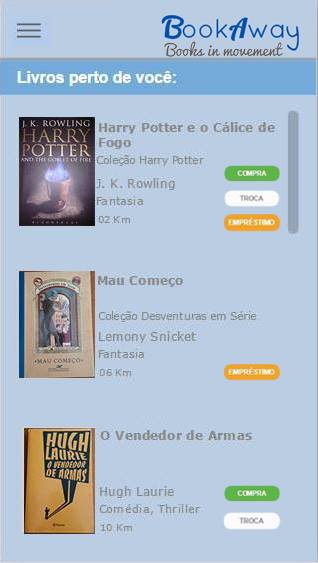 BookAway
Books in movement
Livros perto de você:
J. K. ROWLING
HARRY
POTTER
AND THE GOBLET OF FIRE
BLOOMSBURY
Harry Potter e o Cálice de
Fogo
Coleção Harry Potter
J. K. Rowling
Fantasia
02 Km
COMPRA
TROCA
EMPRÉSTIMO
MAU COMEÇO
Mau Começo
Coleção Desventuras em Série
Lemony Snicket
Fantasia
06 Km
EMPRÉSTIMO
HUGH
LAURIE
O VENDEDOR
DE ARMAS
O Vendedor de Armas
Hugh Laurie
Comédia, Thriller
10 Km
COMPRA
TROCA